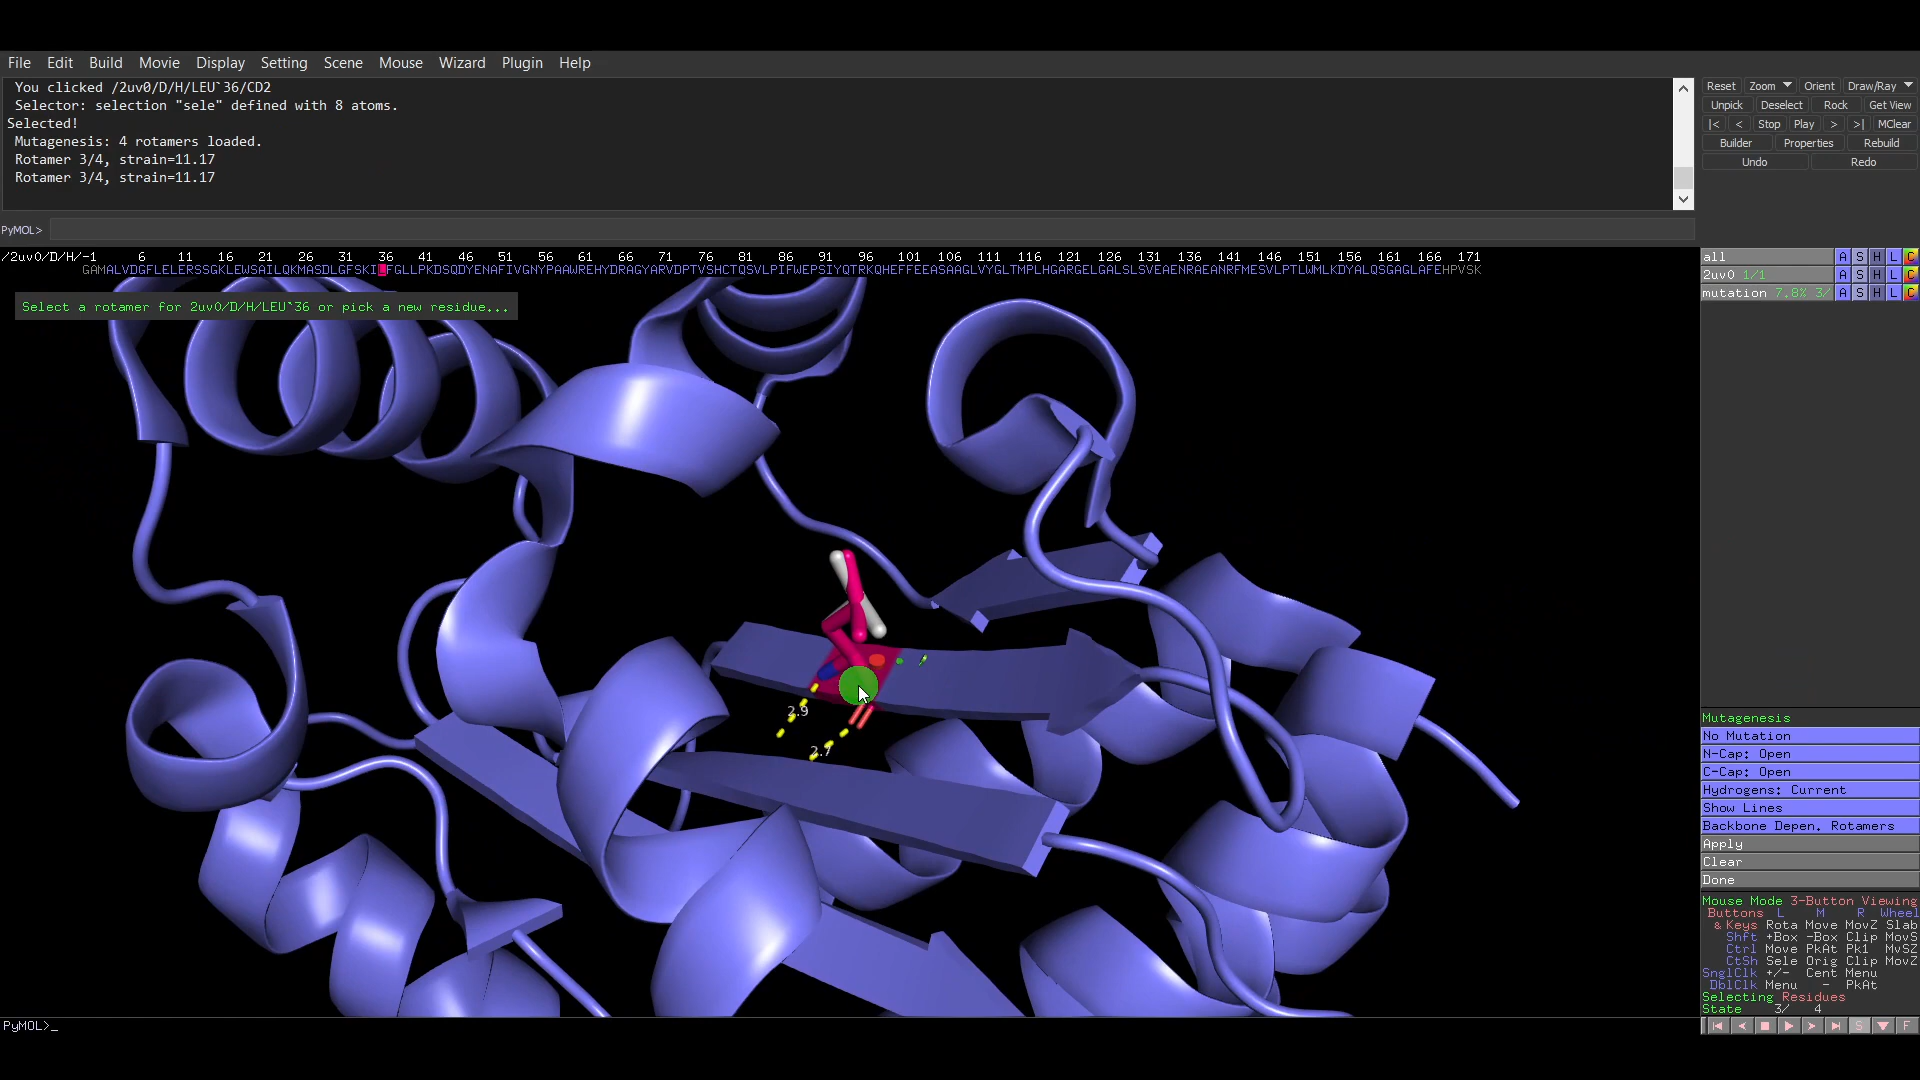 File Edit Build Movie Display Setting Scene Mouse Wizard Plugin Help
You clicked /2uv0/D/H/LEU`36/CD2
Selector: selection "sele" defined with 8 atoms.
Selected!
Mutagenesis: 4 rotamers loaded.
Rotamer 3/4, strain=11.17
Rotamer 3/4, strain=11.17
PyMOL>
Reset Zoom Orient Draw/Ray
Unpick Deselect Rock Get View
|< < Stop Play > >| MClear
Builder Properties Rebuild
Undo Redo
/2uv0/D/H/-1 6 11 16 21 26 31 36 41 46 51 56 61 66 71 76 81 86 91 96 101 106 111 116 121 126 131 136 141 146 151 156 161 166 171
GAMALVDGFLELERSSGKLEWSAILQKMASDLGFSKILFGLLPKDSQDYENAFIVGNYPAAWREHYDRAGYARVDPTVSHCTQSVLPIFWEPSIYQTRKQHEFFEEASAAGLVYGLTMPLHGARGELGALSLSVEAENRAEANRFMESVLPTLWMLKDYALQSGAGLAFEHPVSK
Select a rotamer for 2uv0/D/H/LEU`36 or pick a new residue...
2.9
2.7
all A S H L C
2uv0 1/1 A S H L C
mutation 7.8% 3/ A S H L C
Mutagenesis
No Mutation
N-Cap: Open
C-Cap: Open
Hydrogens: Current
Show Lines
Backbone Depen. Rotamers
Apply
Clear
Done
Mouse Mode 3-Button Viewing
Buttons L M R Wheel
& Keys Rota Move MovZ Slab
Shft +Box -Box Clip MovS
Ctrl Move PkAt Pk1 MvSZ
CtSh Sele Orig Clip MovZ
SnglClk +/- Cent Menu
DblClk Menu - PkAt
Selecting Residues
State 3/ 4
S F
PyMOL>_